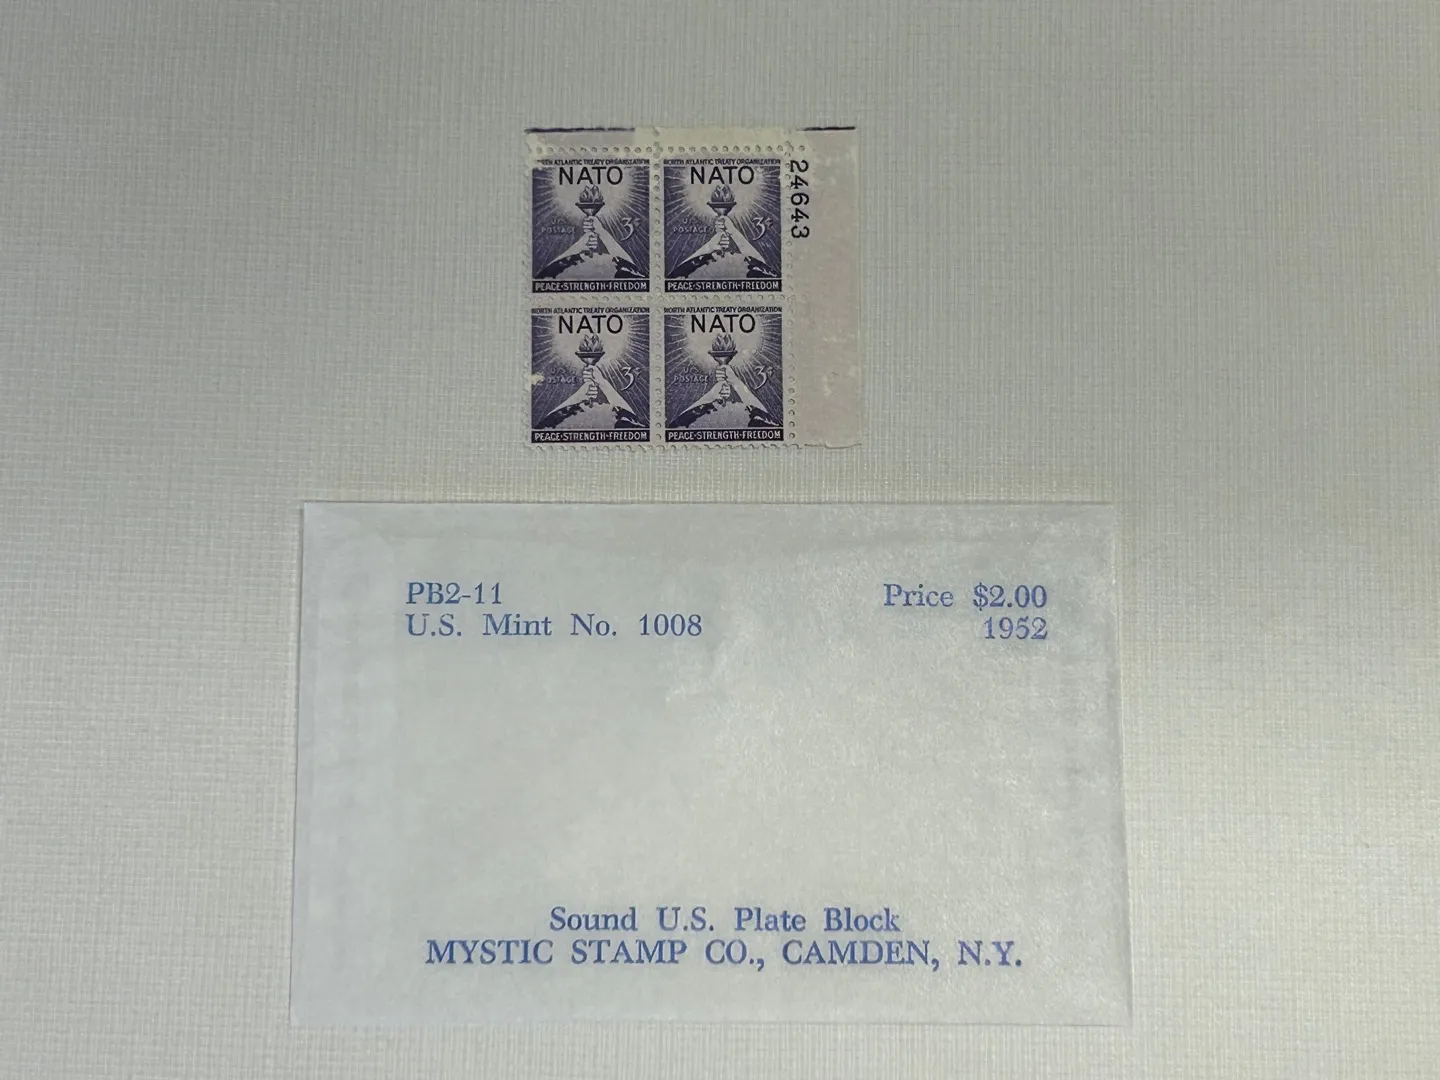 NORTH ATLANTIC TREATY ORGANIZATION NORTH ATLANTIC TREATY ORGANIZATION
NATO NATO
24643
U.S. POSTAGE 3¢ U.S. POSTAGE 3¢
PEACE·STRENGTH·FREEDOM PEACE·STRENGTH·FREEDOM
NORTH ATLANTIC TREATY ORGANIZATION NORTH ATLANTIC TREATY ORGANIZATION
NATO NATO
U.S. POSTAGE 3¢ U.S. POSTAGE 3¢
PEACE·STRENGTH·FREEDOM PEACE·STRENGTH·FREEDOM
PB2-11 Price $2.00
U.S. Mint No. 1008 1952
Sound U.S. Plate Block
MYSTIC STAMP CO., CAMDEN, N.Y.